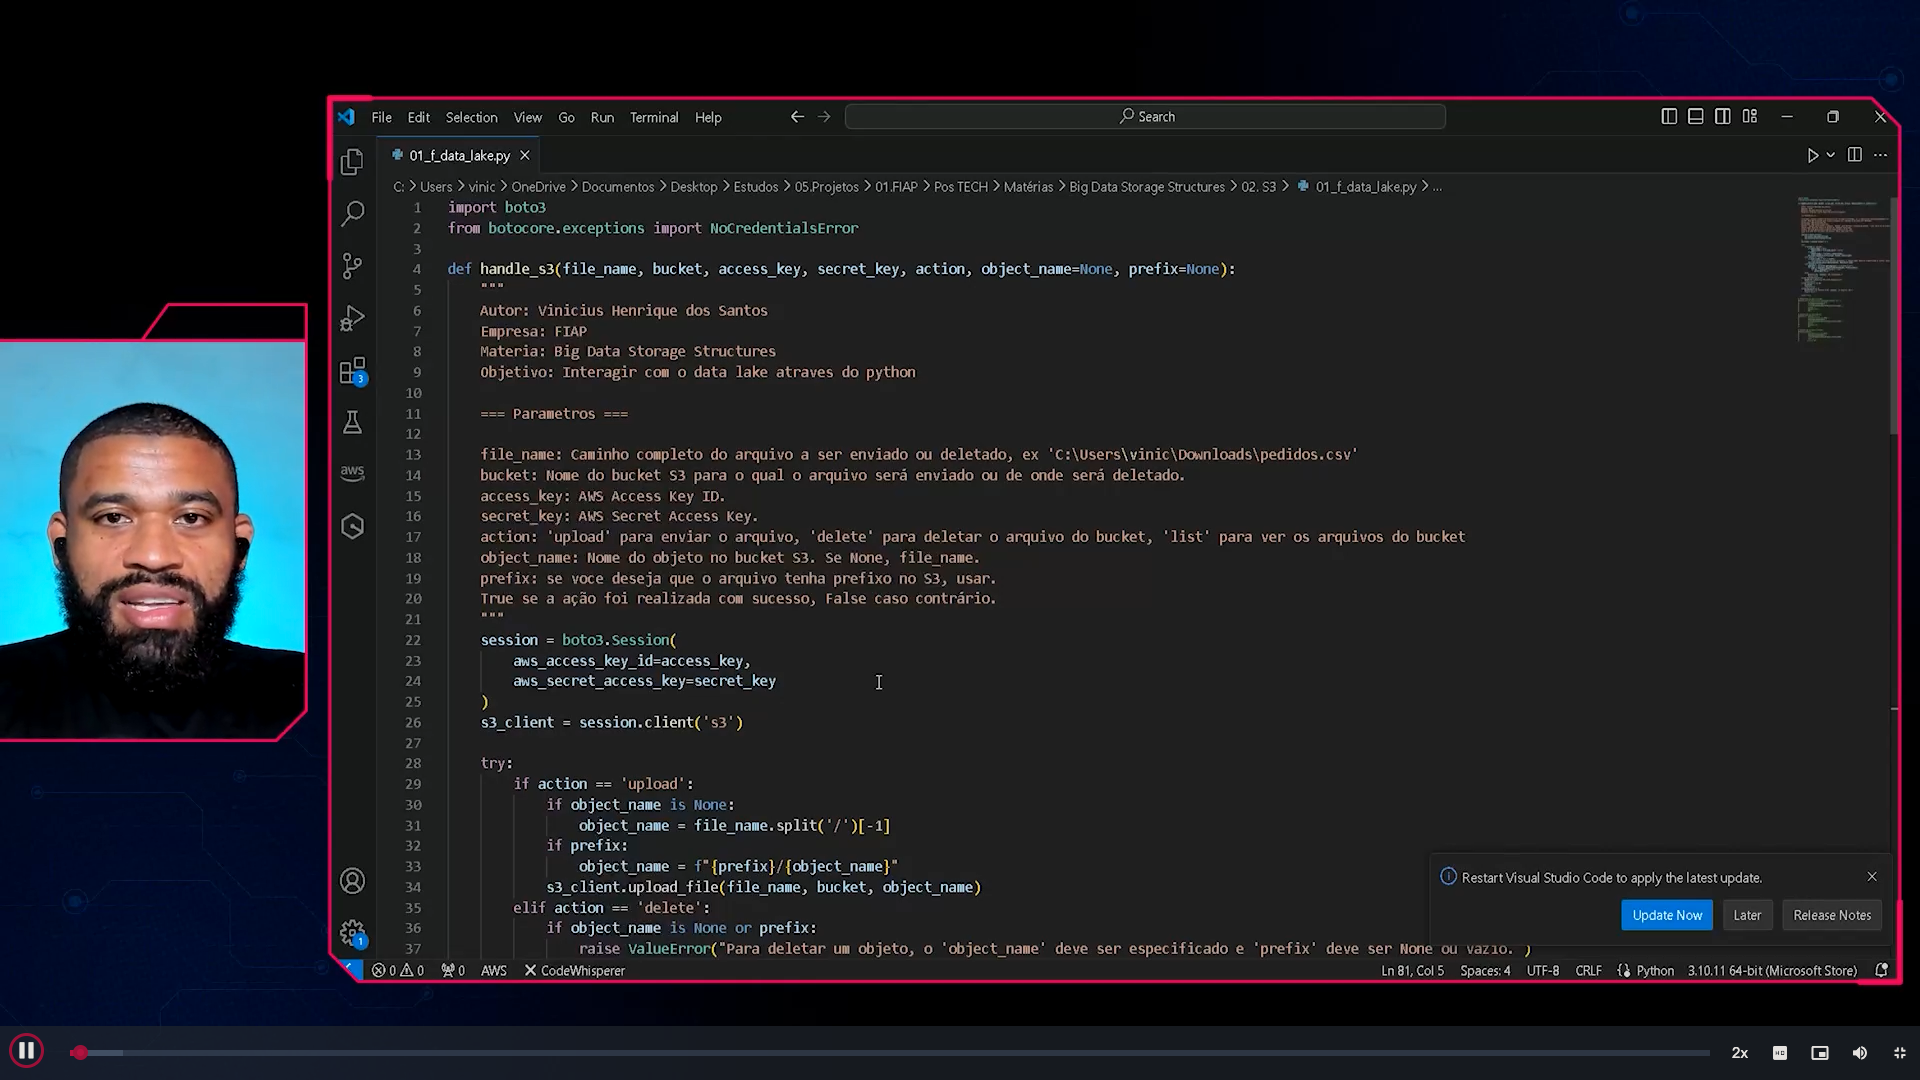 File Edit Selection View Go Run Terminal Help
Search
01_f_data_lake.py
C: > Users > vinic > OneDrive > Documentos > Desktop > Estudos > 05.Projetos > 01.FIAP > Pos TECH > Matérias > Big Data Storage Structures > 02. S3 > 01_f_data_lake.py > ...
1 import boto3
2 from botocore.exceptions import NoCredentialsError
3
4 def handle_s3(file_name, bucket, access_key, secret_key, action, object_name=None, prefix=None):
5 """
6 Autor: Vinicius Henrique dos Santos
7 Empresa: FIAP
8 Materia: Big Data Storage Structures
9 Objetivo: Interagir com o data lake atraves do python
10
11 === Parametros ===
12
13 file_name: Caminho completo do arquivo a ser enviado ou deletado, ex 'C:\Users\vinic\Downloads\pedidos.csv'
14 bucket: Nome do bucket S3 para o qual o arquivo será enviado ou de onde será deletado.
15 access_key: AWS Access Key ID.
16 secret_key: AWS Secret Access Key.
17 action: 'upload' para enviar o arquivo, 'delete' para deletar o arquivo do bucket, 'list' para ver os arquivos do bucket
18 object_name: Nome do objeto no bucket S3. Se None, file_name.
19 prefix: se voce deseja que o arquivo tenha prefixo no S3, usar.
20 True se a ação foi realizada com sucesso, False caso contrário.
21 """
22 session = boto3.Session(
23 aws_access_key_id=access_key,
24 aws_secret_access_key=secret_key
25 )
26 s3_client = session.client('s3')
27
28 try:
29 if action == 'upload':
30 if object_name is None:
31 object_name = file_name.split('/')[-1]
32 if prefix:
33 object_name = f"{prefix}/{object_name}"
34 s3_client.upload_file(file_name, bucket, object_name)
35 elif action == 'delete':
36 if object_name is None or prefix:
37 raise ValueError("Para deletar um objeto, o 'object_name' deve ser especificado e 'prefix' deve ser None ou vazio.")
3
aws
1
Restart Visual Studio Code to apply the latest update.
Update Now Later Release Notes
0 0 0 AWS CodeWhisperer Ln 81, Col 5 Spaces: 4 UTF-8 CRLF Python 3.10.11 64-bit (Microsoft Store)
2x